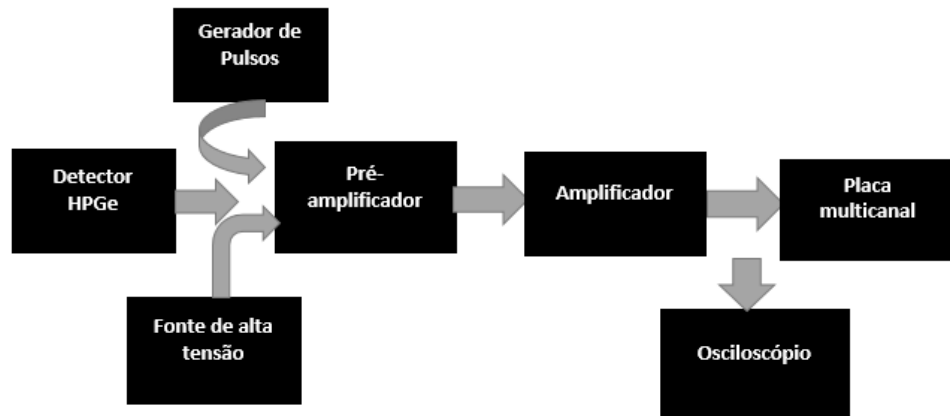 Gerador de
Pulsos
Detector
HPGe
Pré-
amplificador
Amplificador
Placa
multicanal
Fonte de alta
tensão
Osciloscópio